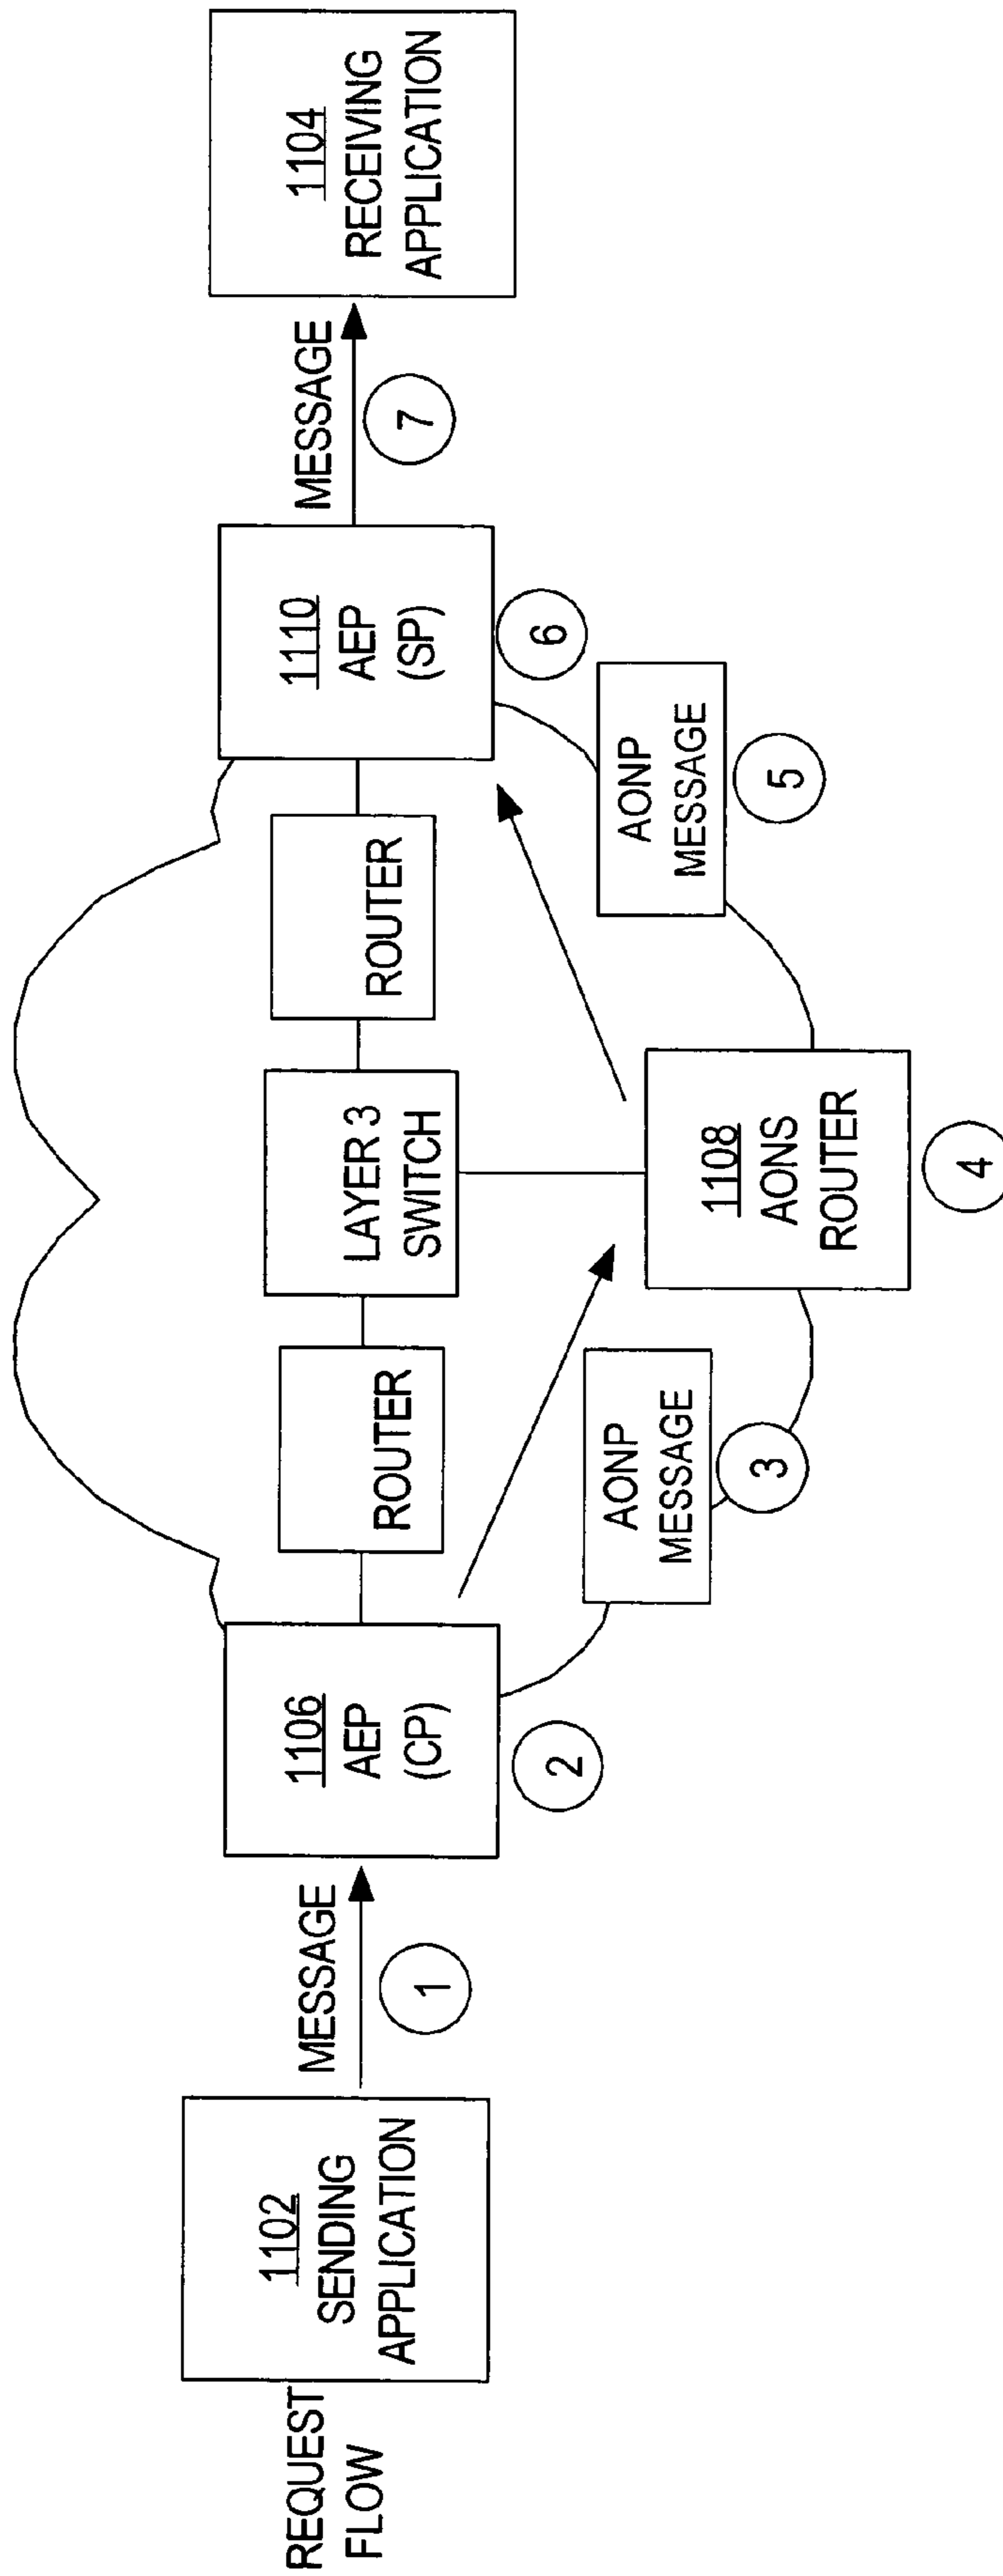 REQUEST
FLOW
1102
SENDING
APPLICATION
MESSAGE
1
1106
AEP
(CP)
2
ROUTER
AONP
MESSAGE
3
LAYER 3
SWITCH
1108
AONS
ROUTER
4
ROUTER
AONP
MESSAGE
5
1110
AEP
(SP)
6
MESSAGE
7
1104
RECEIVING
APPLICATION